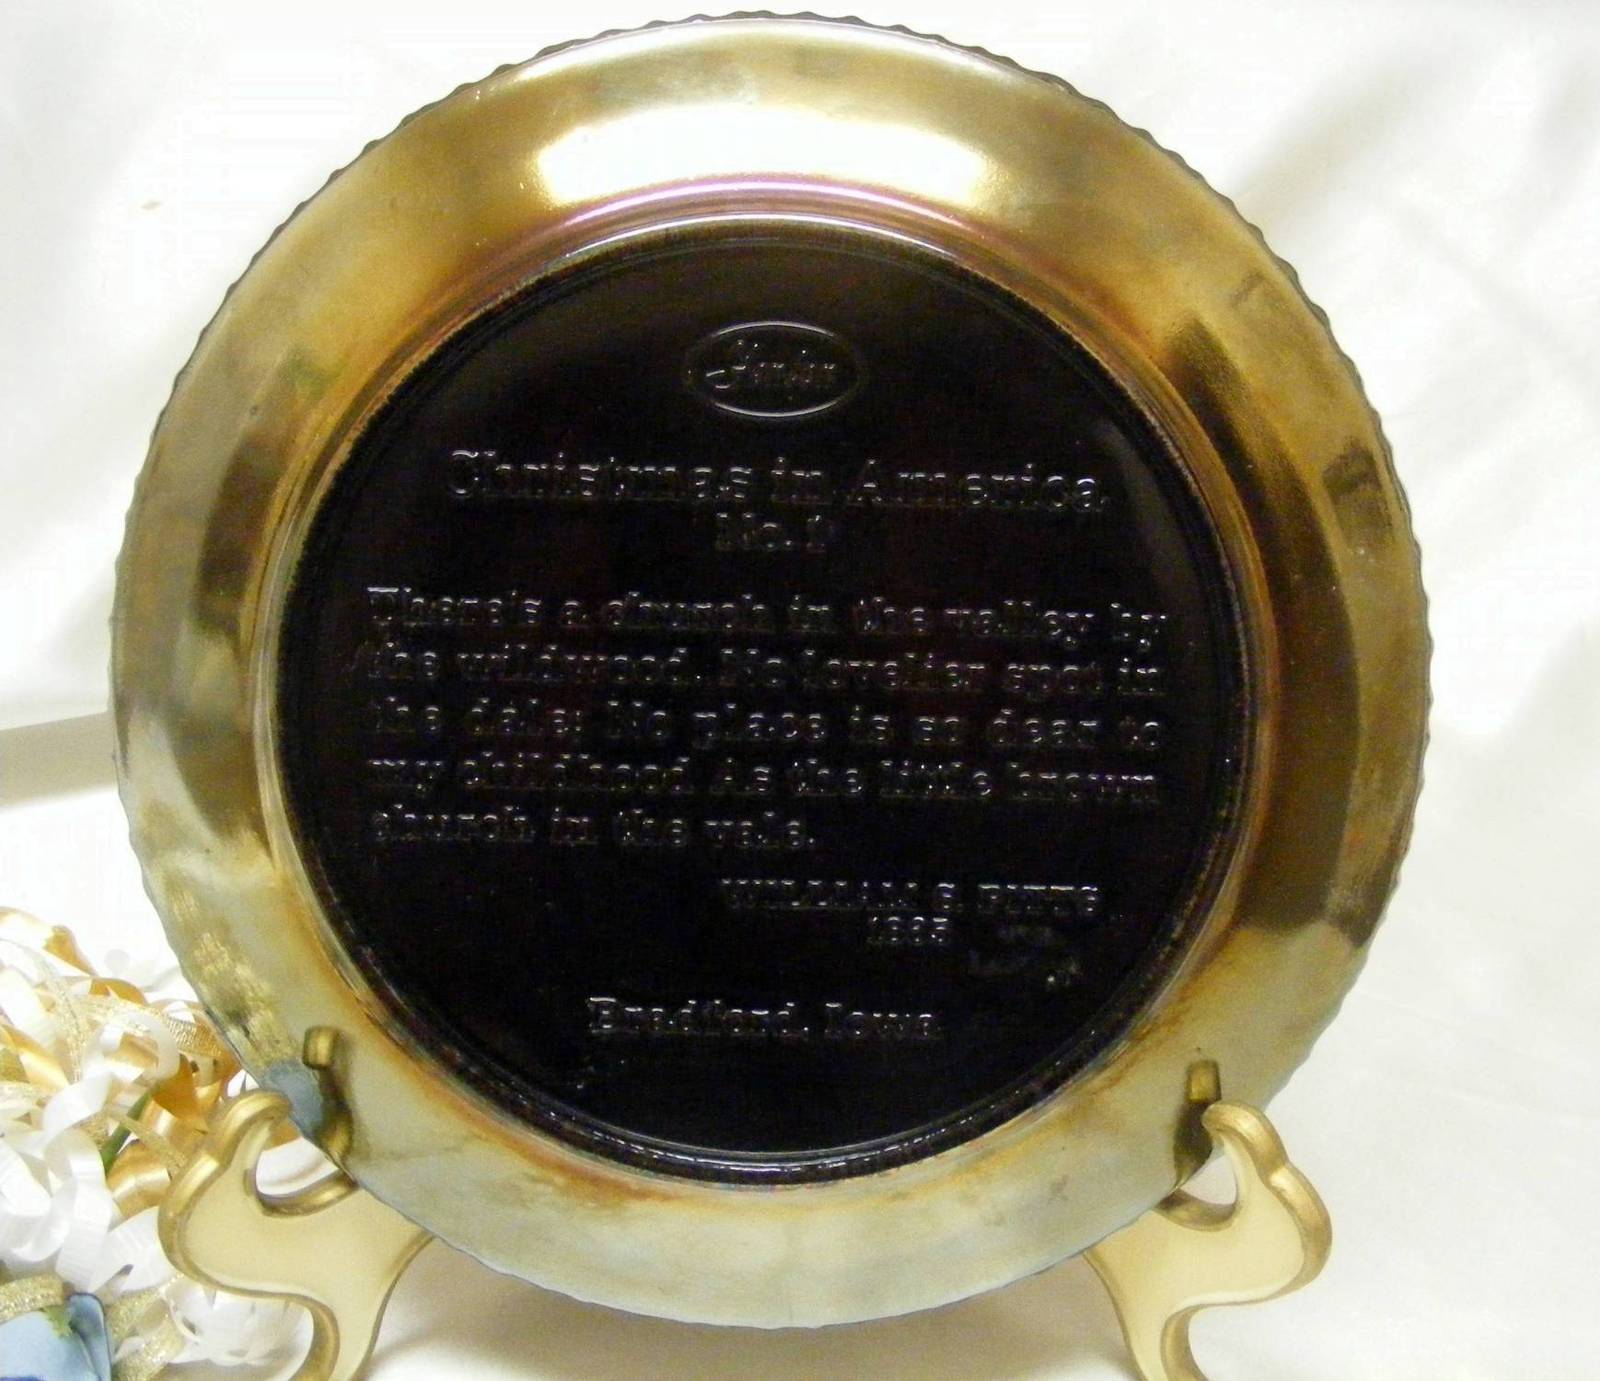 Fenton
Christmas in America
No. 1
There's a church in the valley by
the wildwood. No lovelier spot in
the dale: No place is so dear to
my childhood As the little brown
church in the vale.
WILLIAM S. PITTS
1865
Bradford, Iowa